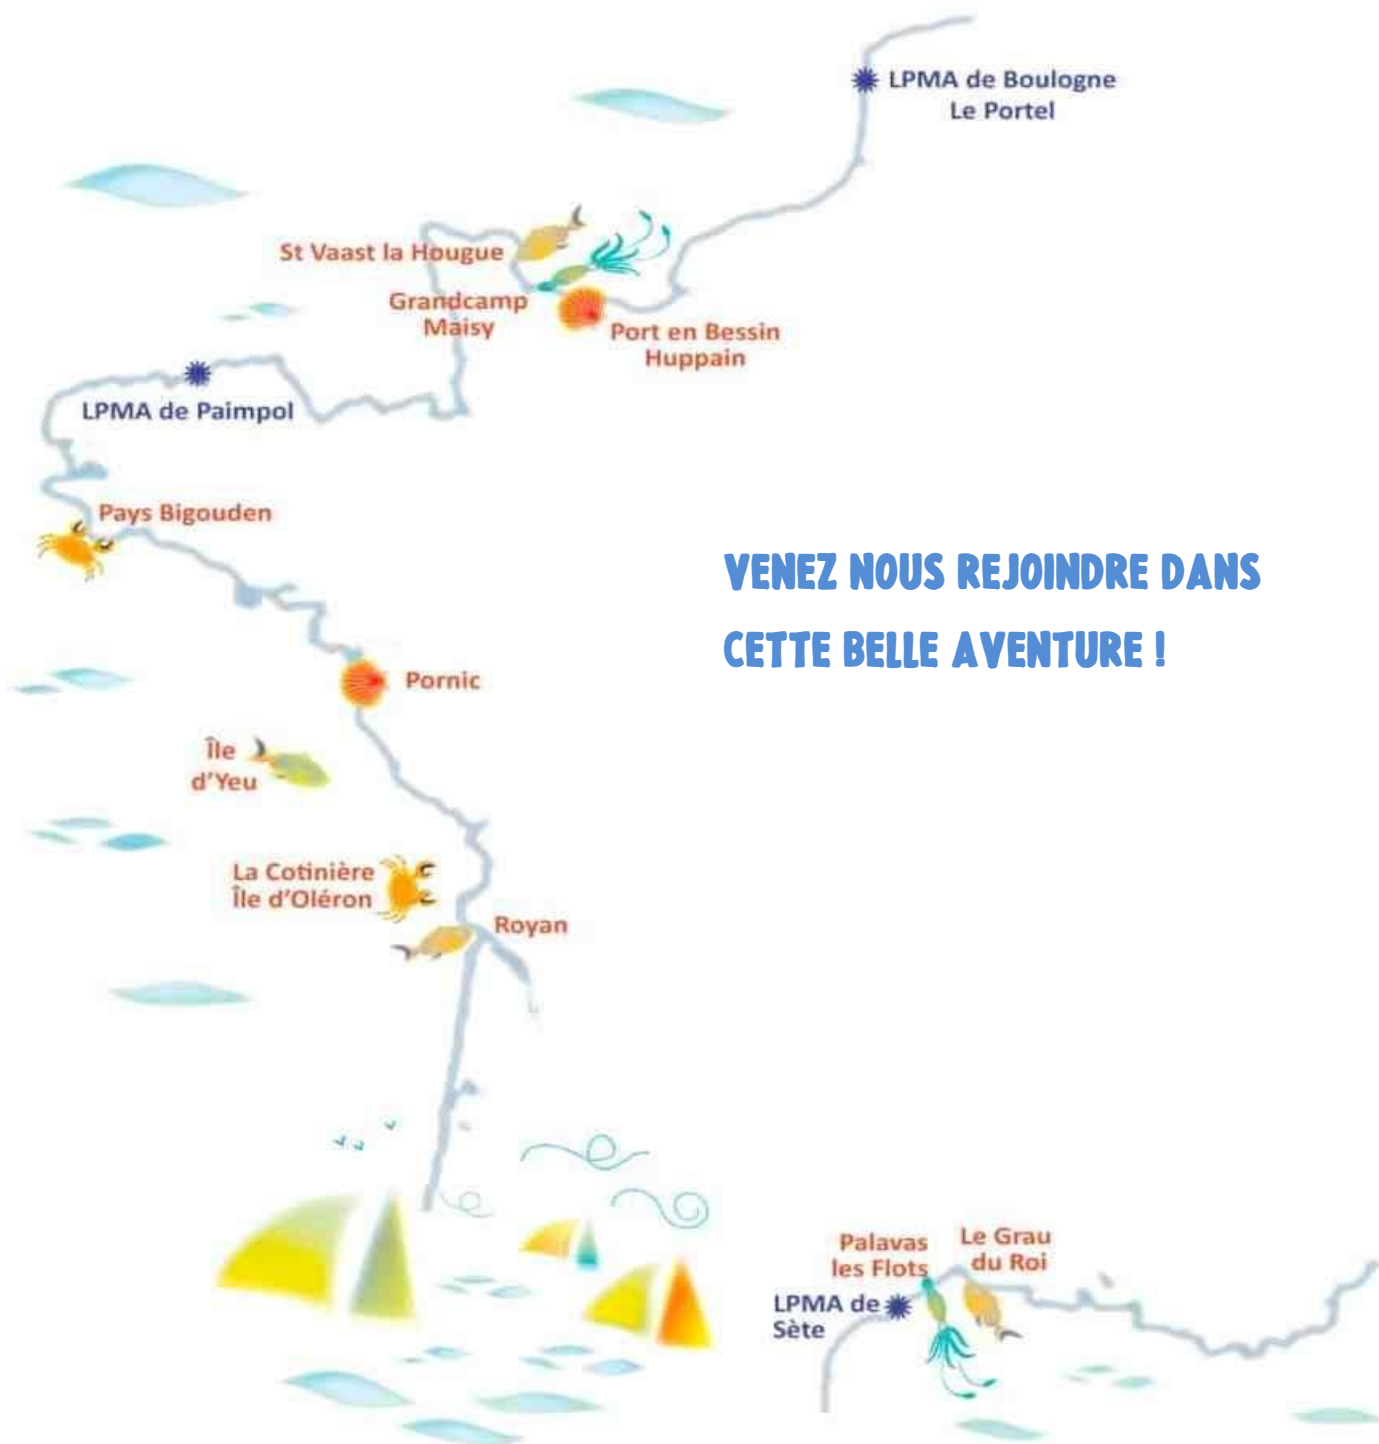 LPMA de Boulogne
Le Portel
St Vaast la Hougue
Grandcamp
Maisy
Port en Bessin
Huppain
LPMA de Paimpol
Pays Bigouden
VENEZ NOUS REJOINDRE DANS
CETTE BELLE AVENTURE !
Pornic
Île
d'Yeu
La Cotinière
Île d'Oléron
Royan
Palavas
les Flots
Le Grau
du Roi
LPMA de
Sète